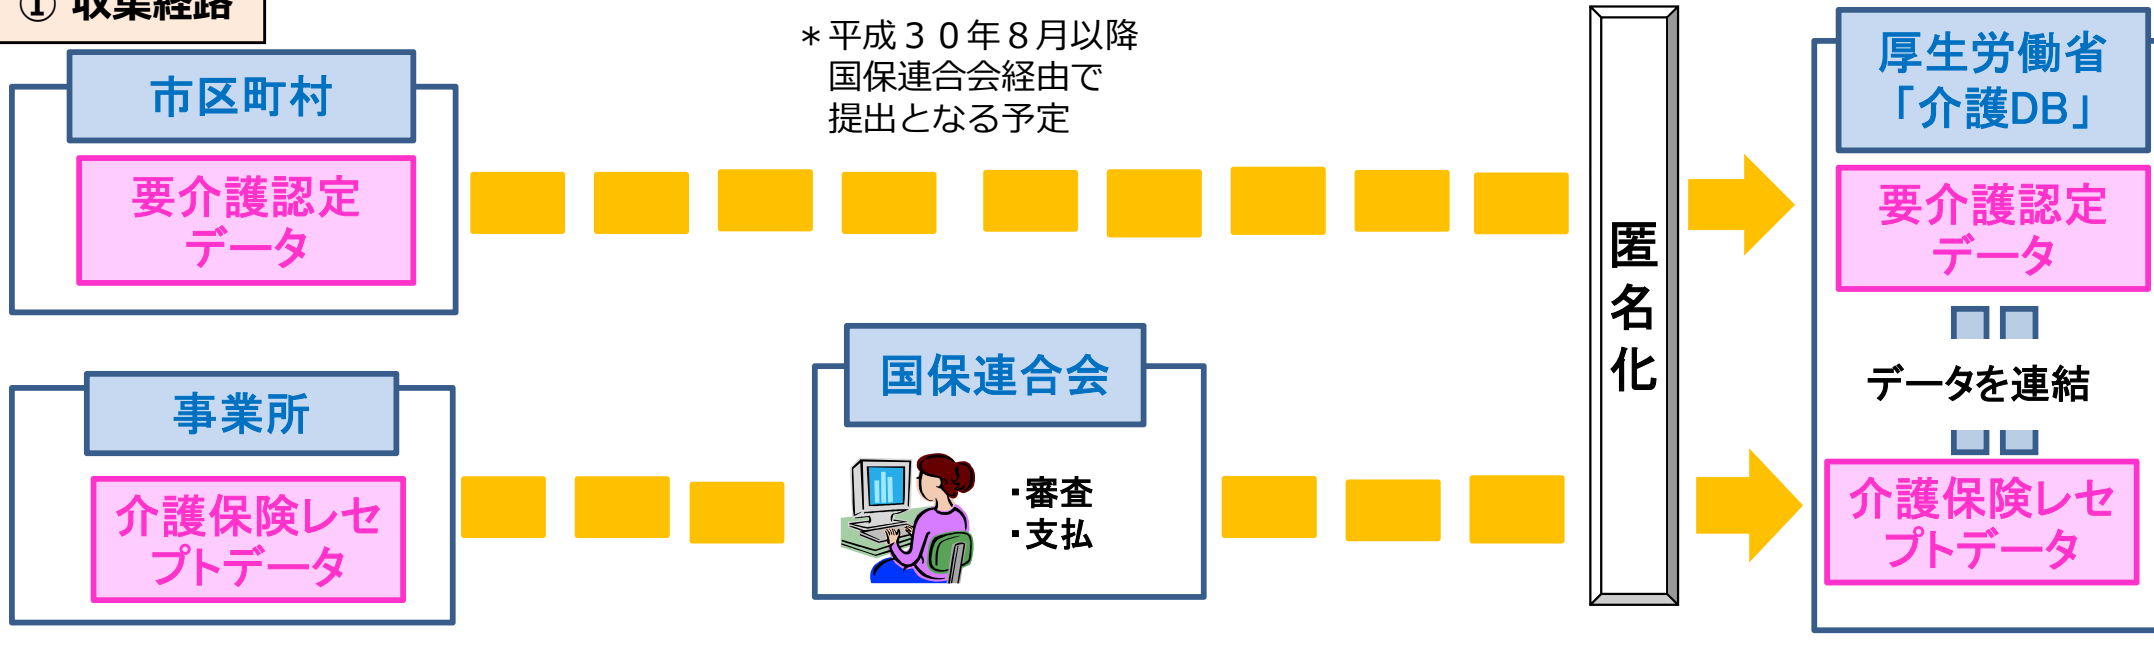 ① 収集経路
＊平成３０年８月以降
国保連合会経由で
提出となる予定
市区町村
要介護認定
データ
事業所
介護保険レセ
プトデータ
国保連合会
・審査
・支払
匿名化
厚生労働省
「介護DB」
要介護認定
データ
データを連結
介護保険レセ
プトデータ